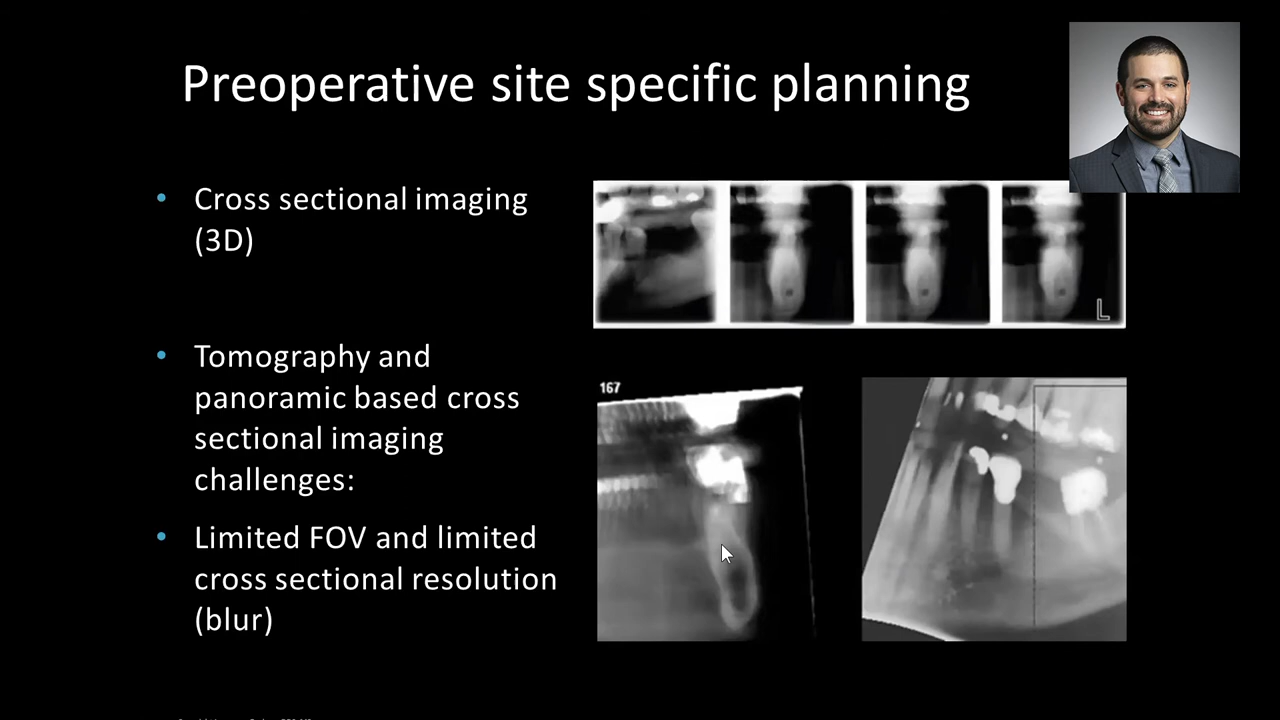 Preoperative site specific planning
• Cross sectional imaging
(3D)
• Tomography and
panoramic based cross
sectional imaging
challenges:
• Limited FOV and limited
cross sectional resolution
(blur)
L
167